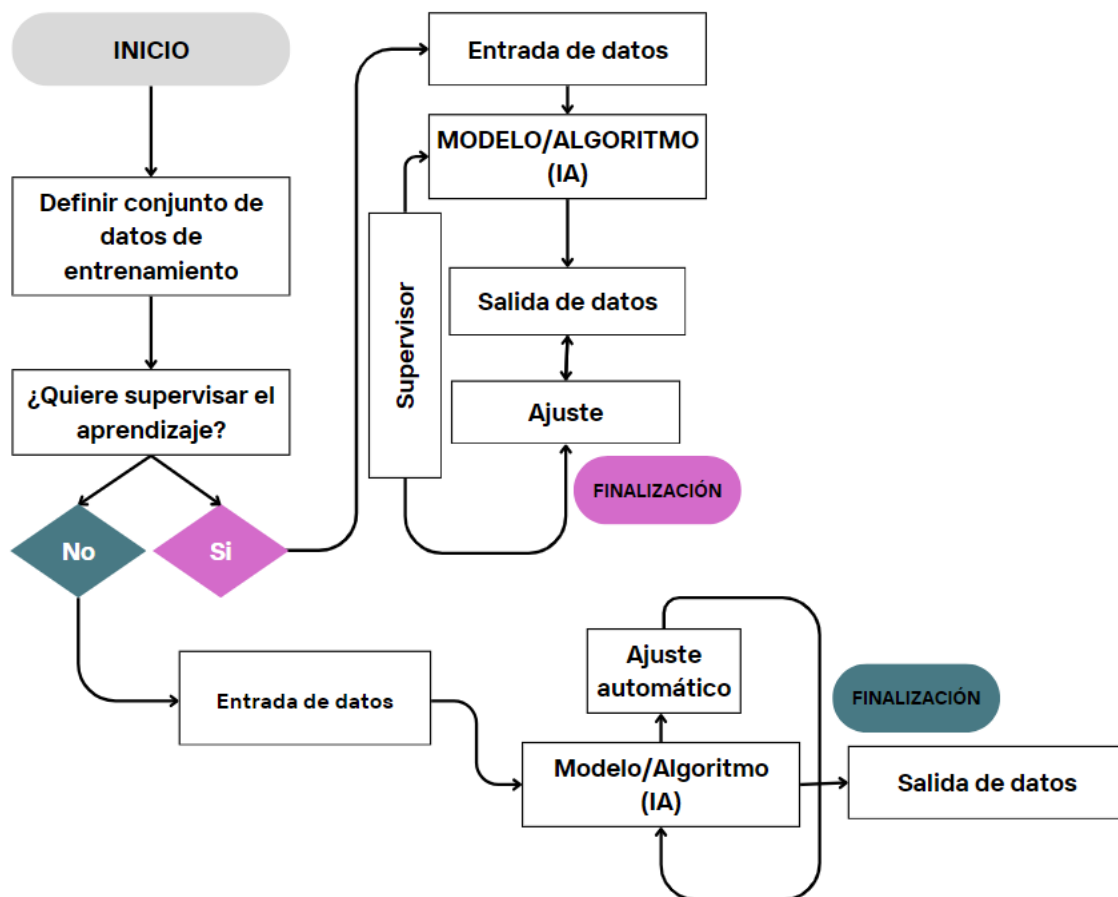 INICIO
Definir conjunto de
datos de
entrenamiento
¿Quiere supervisar el
aprendizaje?
No
Si
Entrada de datos
MODELO/ALGORITMO
(IA)
Supervisor
Salida de datos
Ajuste
FINALIZACIÓN
Entrada de datos
Ajuste
automático
Modelo/Algoritmo
(IA)
FINALIZACIÓN
Salida de datos